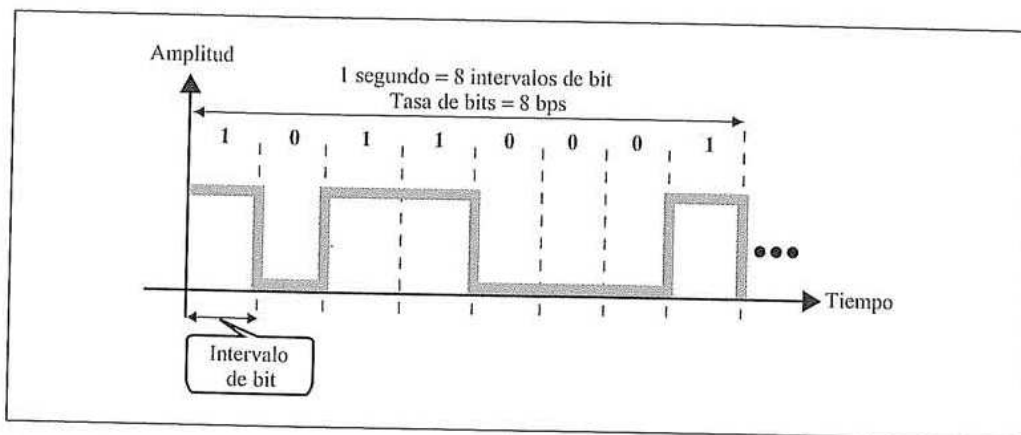 Amplitud
1 segundo = 8 intervalos de bit
Tasa de bits = 8 bps
1 0 1 1 0 0 0 1
Tiempo
Intervalo
de bit